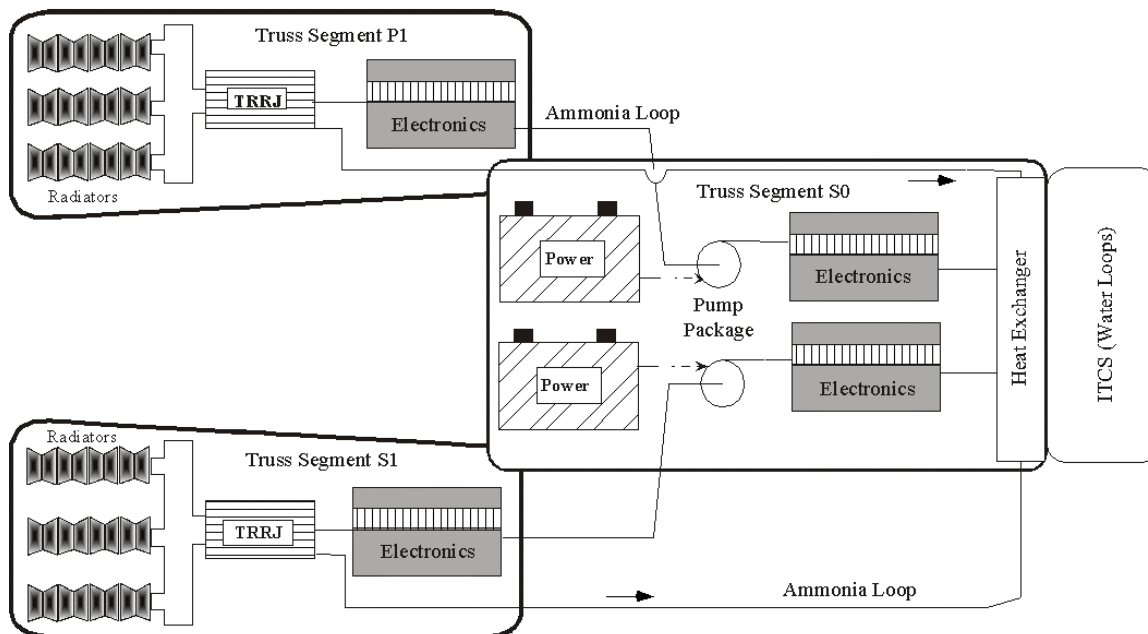 Truss Segment P1
TRRJ
Electronics
Radiators
Ammonia Loop
Truss Segment S0
Power
Electronics
Pump
Package
Power
Electronics
Heat Exchanger
ITCS (Water Loops)
Radiators
Truss Segment S1
TRRJ
Electronics
Ammonia Loop